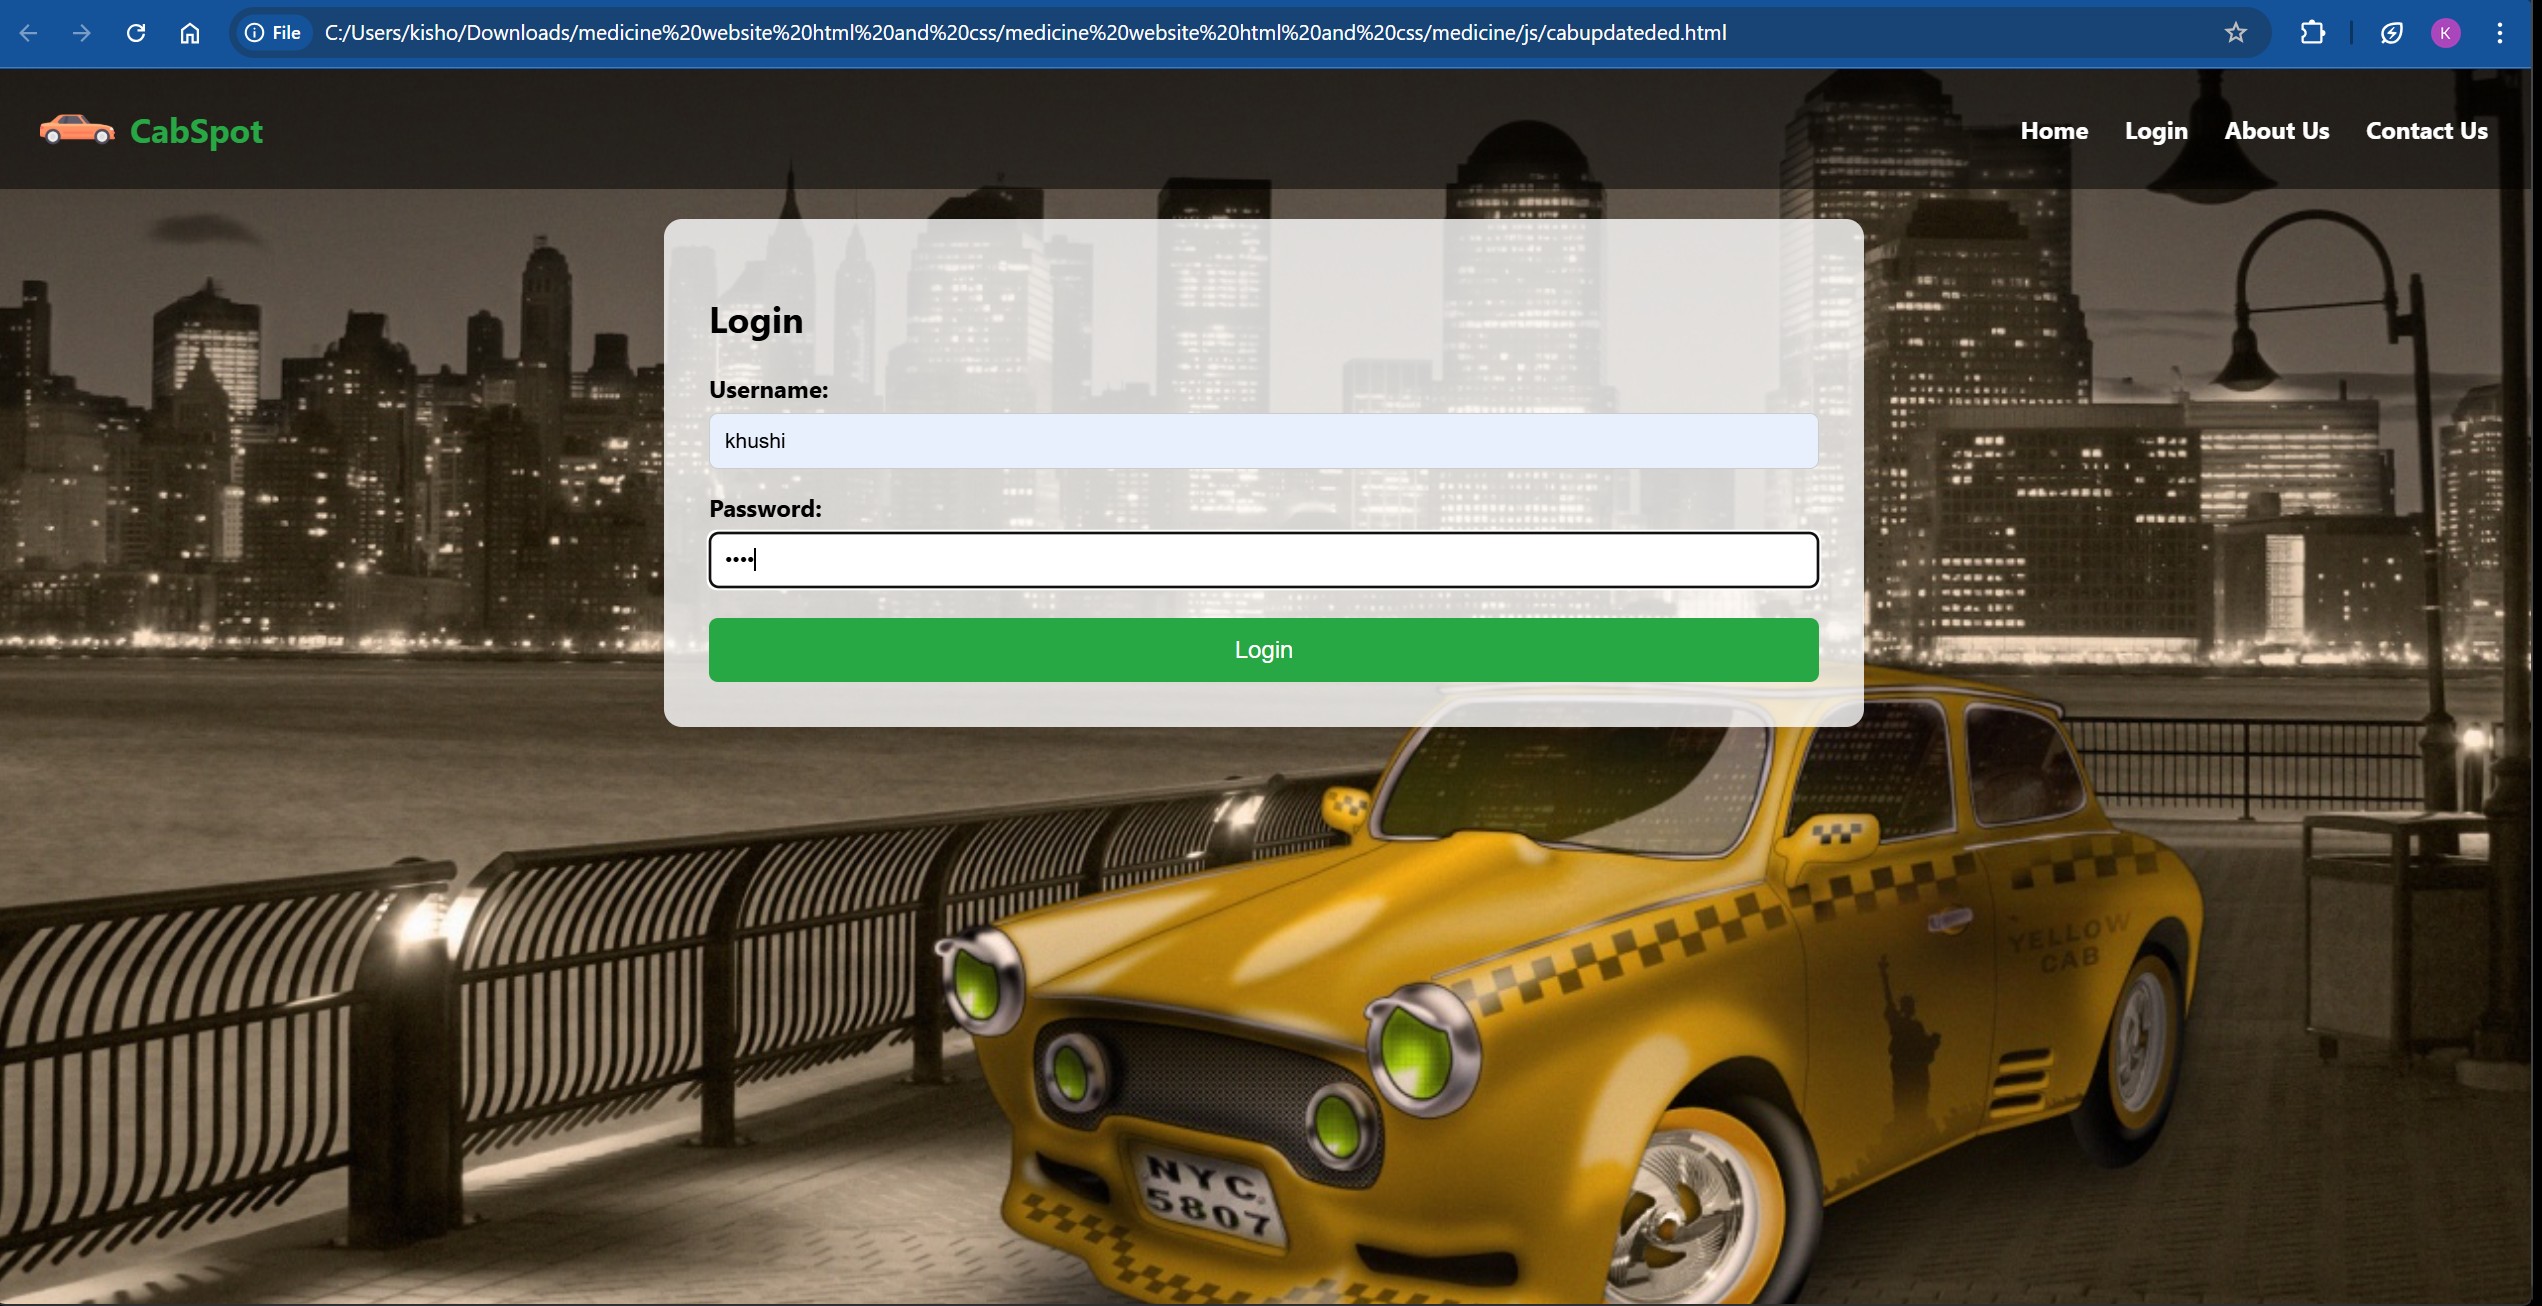 File C:/Users/kisho/Downloads/medicine%20website%20html%20and%20css/medicine%20website%20html%20and%20css/medicine/js/cabupdateded.html K
CabSpot Home Login About Us Contact Us
Login
Username:
khushi
Password:
••••
Login
YELLOW
CAB
NYC
5807